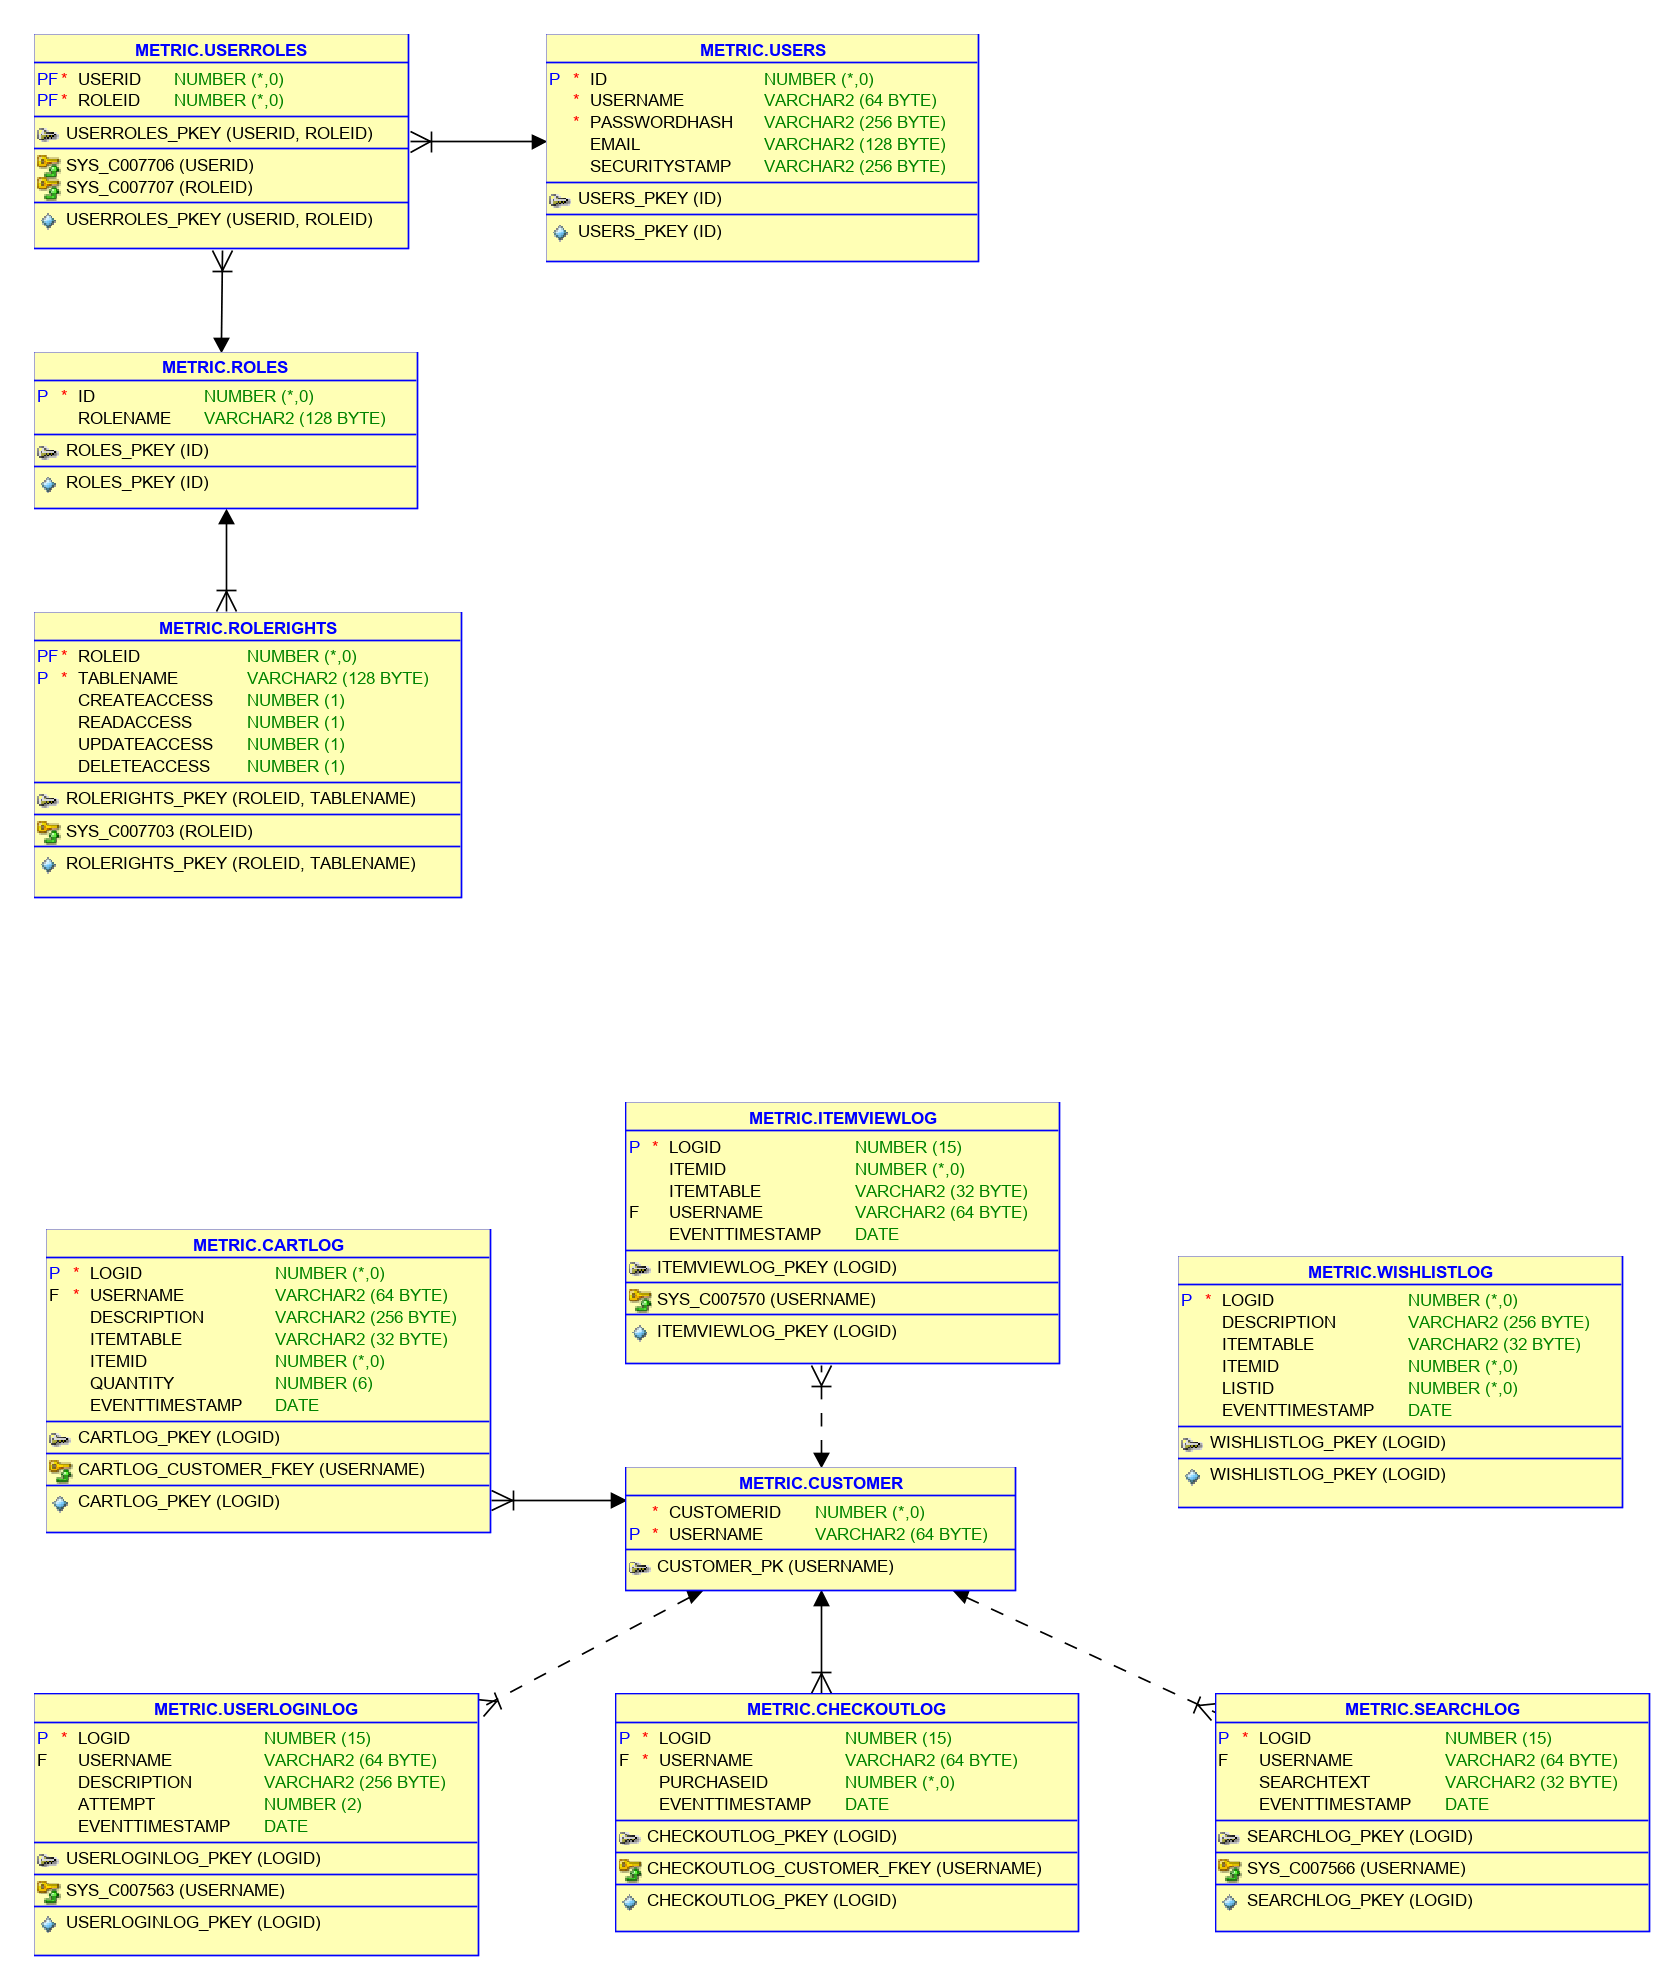 METRIC.USERROLES
PF * USERID NUMBER (*,0)
PF * ROLEID NUMBER (*,0)
USERROLES_PKEY (USERID, ROLEID)
SYS_C007706 (USERID)
SYS_C007707 (ROLEID)
USERROLES_PKEY (USERID, ROLEID)
METRIC.USERS
P * ID NUMBER (*,0)
* USERNAME VARCHAR2 (64 BYTE)
* PASSWORDHASH VARCHAR2 (256 BYTE)
EMAIL VARCHAR2 (128 BYTE)
SECURITYSTAMP VARCHAR2 (256 BYTE)
USERS_PKEY (ID)
USERS_PKEY (ID)
METRIC.ROLES
P * ID NUMBER (*,0)
ROLENAME VARCHAR2 (128 BYTE)
ROLES_PKEY (ID)
ROLES_PKEY (ID)
METRIC.ROLERIGHTS
PF * ROLEID NUMBER (*,0)
P * TABLENAME VARCHAR2 (128 BYTE)
CREATEACCESS NUMBER (1)
READACCESS NUMBER (1)
UPDATEACCESS NUMBER (1)
DELETEACCESS NUMBER (1)
ROLERIGHTS_PKEY (ROLEID, TABLENAME)
SYS_C007703 (ROLEID)
ROLERIGHTS_PKEY (ROLEID, TABLENAME)
METRIC.ITEMVIEWLOG
P * LOGID NUMBER (15)
ITEMID NUMBER (*,0)
ITEMTABLE VARCHAR2 (32 BYTE)
F USERNAME VARCHAR2 (64 BYTE)
EVENTTIMESTAMP DATE
ITEMVIEWLOG_PKEY (LOGID)
SYS_C007570 (USERNAME)
ITEMVIEWLOG_PKEY (LOGID)
METRIC.CARTLOG
P * LOGID NUMBER (*,0)
F * USERNAME VARCHAR2 (64 BYTE)
DESCRIPTION VARCHAR2 (256 BYTE)
ITEMTABLE VARCHAR2 (32 BYTE)
ITEMID NUMBER (*,0)
QUANTITY NUMBER (6)
EVENTTIMESTAMP DATE
CARTLOG_PKEY (LOGID)
CARTLOG_CUSTOMER_FKEY (USERNAME)
CARTLOG_PKEY (LOGID)
METRIC.WISHLISTLOG
P * LOGID NUMBER (*,0)
DESCRIPTION VARCHAR2 (256 BYTE)
ITEMTABLE VARCHAR2 (32 BYTE)
ITEMID NUMBER (*,0)
LISTID NUMBER (*,0)
EVENTTIMESTAMP DATE
WISHLISTLOG_PKEY (LOGID)
WISHLISTLOG_PKEY (LOGID)
METRIC.CUSTOMER
* CUSTOMERID NUMBER (*,0)
P * USERNAME VARCHAR2 (64 BYTE)
CUSTOMER_PK (USERNAME)
METRIC.USERLOGINLOG
P * LOGID NUMBER (15)
F USERNAME VARCHAR2 (64 BYTE)
DESCRIPTION VARCHAR2 (256 BYTE)
ATTEMPT NUMBER (2)
EVENTTIMESTAMP DATE
USERLOGINLOG_PKEY (LOGID)
SYS_C007563 (USERNAME)
USERLOGINLOG_PKEY (LOGID)
METRIC.CHECKOUTLOG
P * LOGID NUMBER (15)
F * USERNAME VARCHAR2 (64 BYTE)
PURCHASEID NUMBER (*,0)
EVENTTIMESTAMP DATE
CHECKOUTLOG_PKEY (LOGID)
CHECKOUTLOG_CUSTOMER_FKEY (USERNAME)
CHECKOUTLOG_PKEY (LOGID)
METRIC.SEARCHLOG
P * LOGID NUMBER (15)
F USERNAME VARCHAR2 (64 BYTE)
SEARCHTEXT VARCHAR2 (32 BYTE)
EVENTTIMESTAMP DATE
SEARCHLOG_PKEY (LOGID)
SYS_C007566 (USERNAME)
SEARCHLOG_PKEY (LOGID)